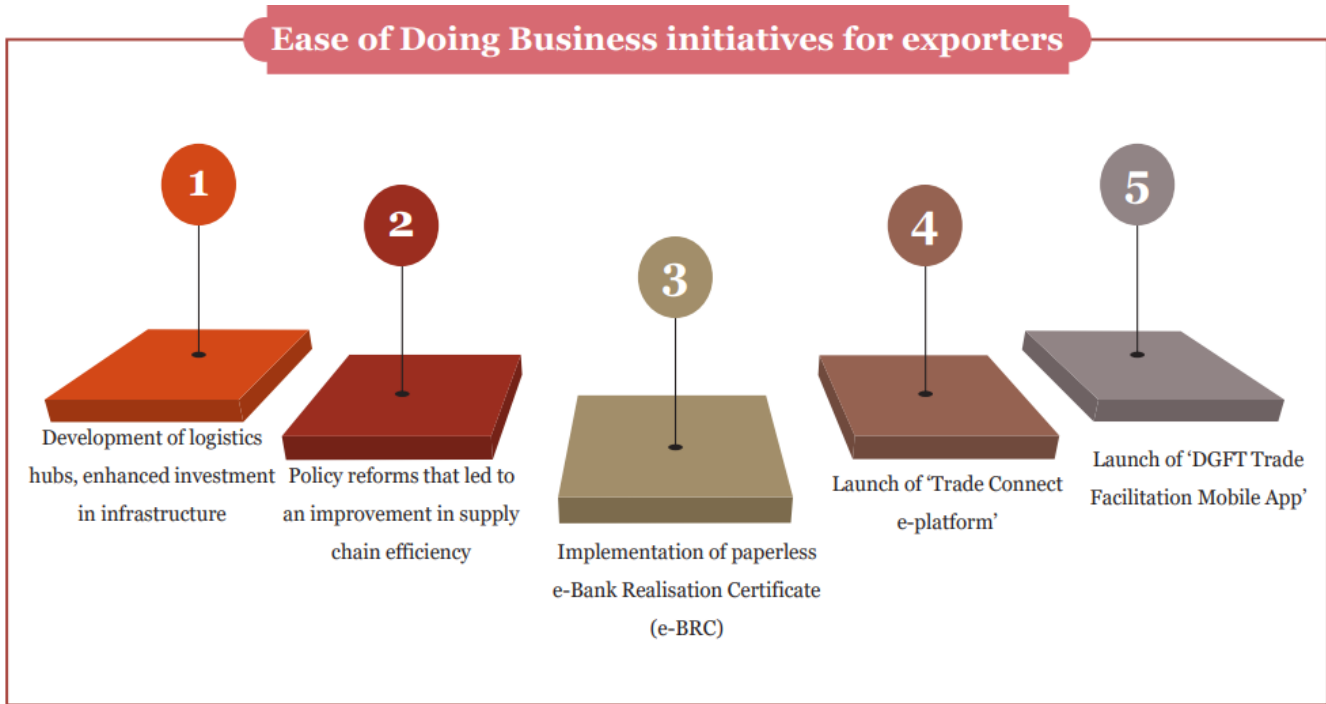 Ease of Doing Business initiatives for exporters
1
Development of logistics
hubs, enhanced investment
in infrastructure
2
Policy reforms that led to
an improvement in supply
chain efficiency
3
Implementation of paperless
e-Bank Realisation Certificate
(e-BRC)
4
Launch of ‘Trade Connect
e-platform’
5
Launch of ‘DGFT Trade
Facilitation Mobile App’